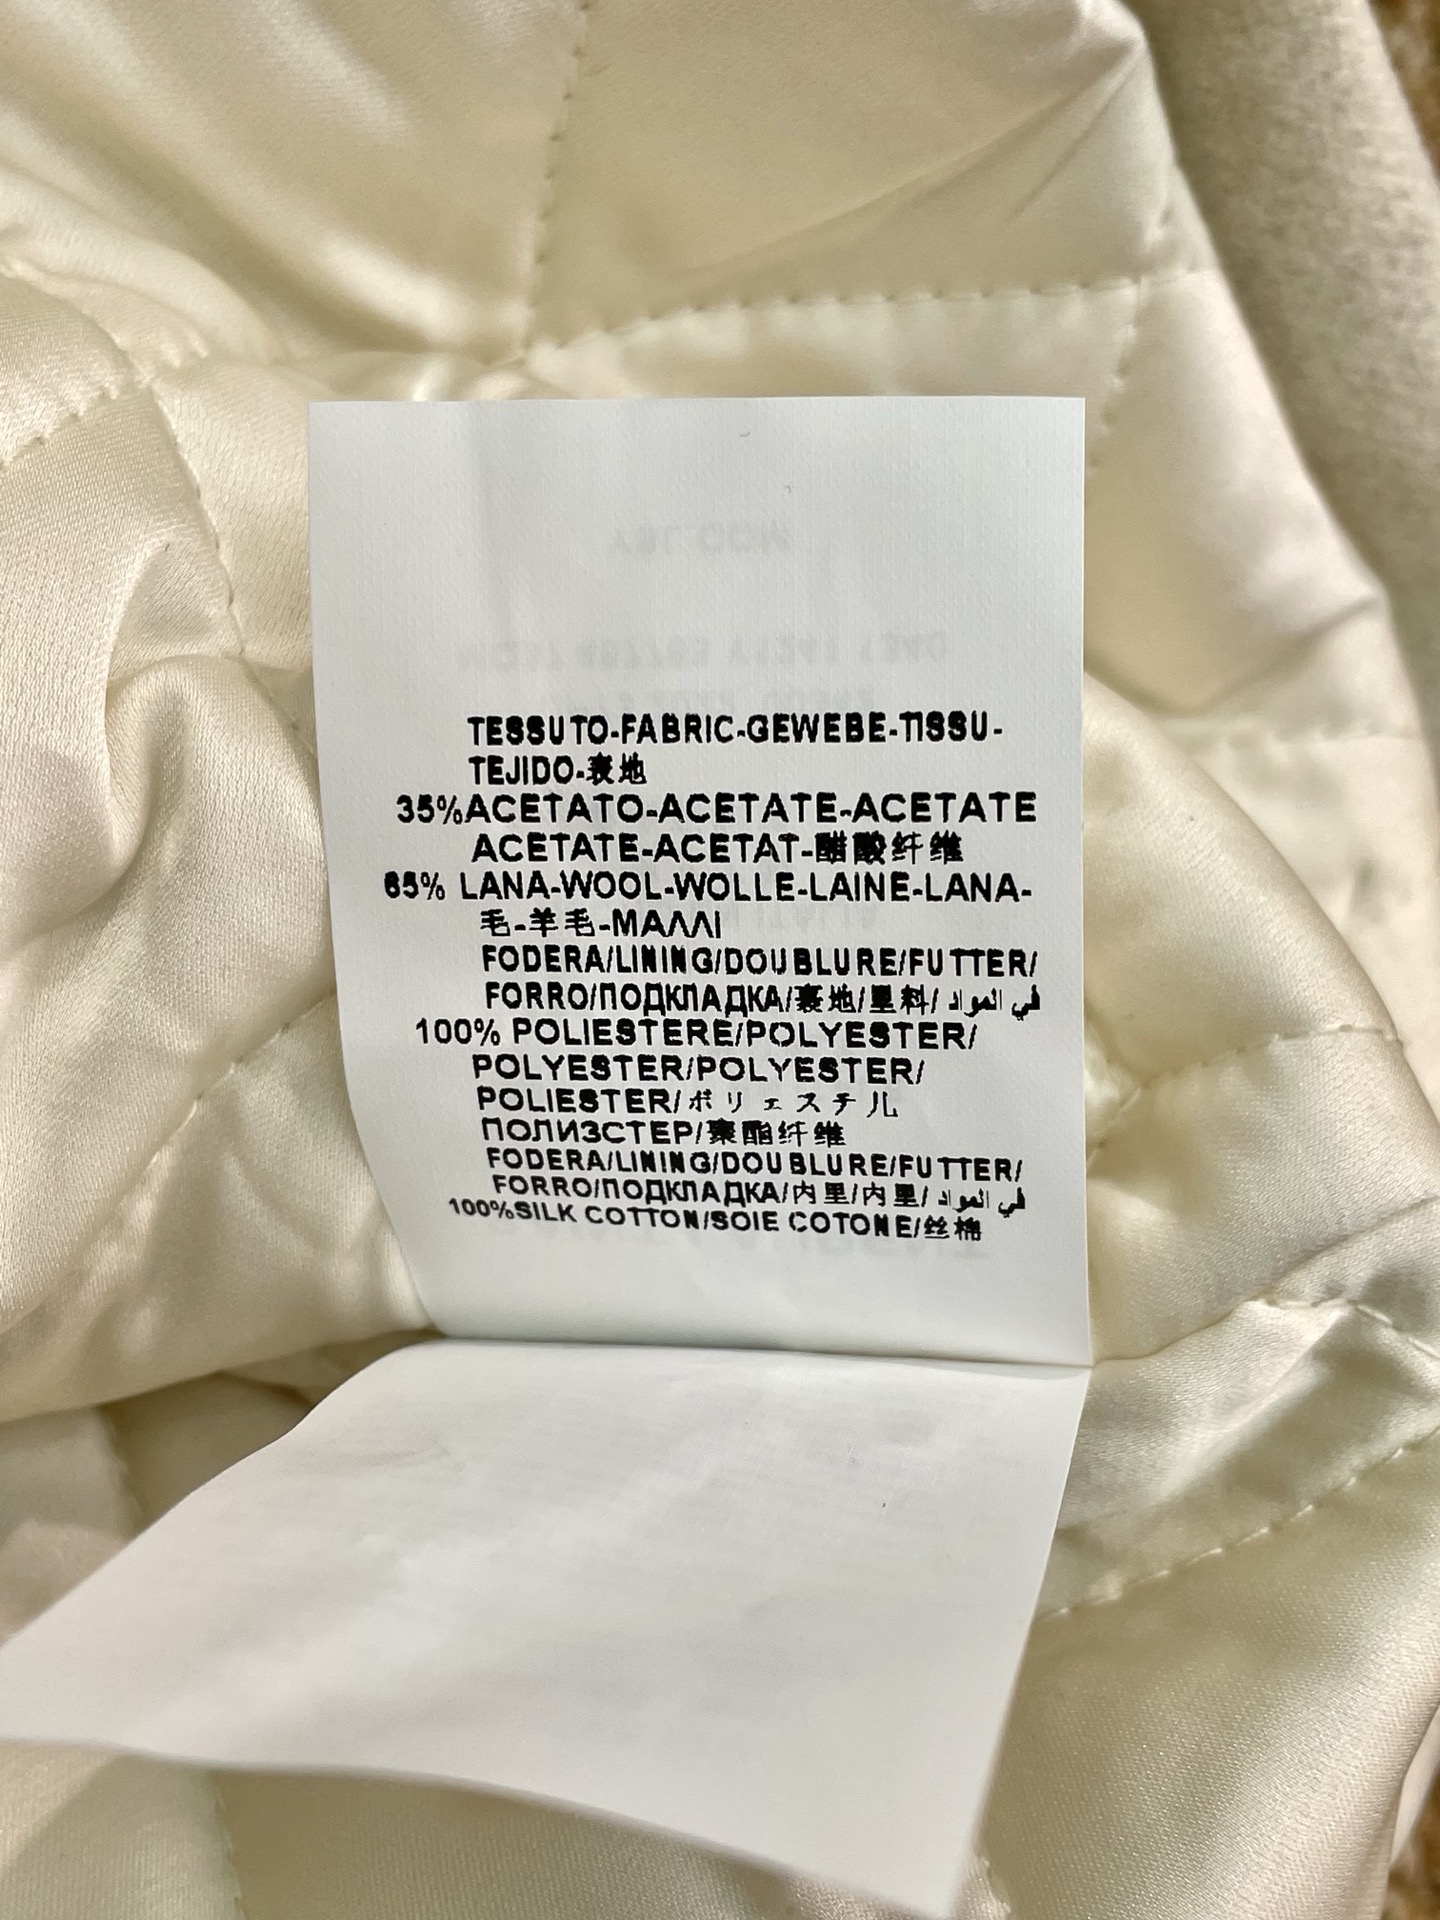 TESSUTO-FABRIC-GEWEBE-TISSU-
TEJIDO-表地
35%ACETATO-ACETATE-ACETATE
ACETATE-ACETAT-醋酸纤维
65% LANA-WOOL-WOLLE-LAINE-LANA-
毛-羊毛-ΜΑΛΛΙ
FODERA/LINING/DOUBLURE/FUTTER/
FORRO/ПОДКЛАДКА/裏地/里料/ في المواد
100% POLIESTERE/POLYESTER/
POLYESTER/POLYESTER/
POLIESTER/ポリェスチ儿
ПОЛИЗСТЕР/聚酯纤维
FODERA/LINING/DOUBLURE/FUTTER/
FORRO/ПОДКЛАДКА/内里/内里/ في المواد
100%SILK COTTON/SOIE COTONE/丝棉